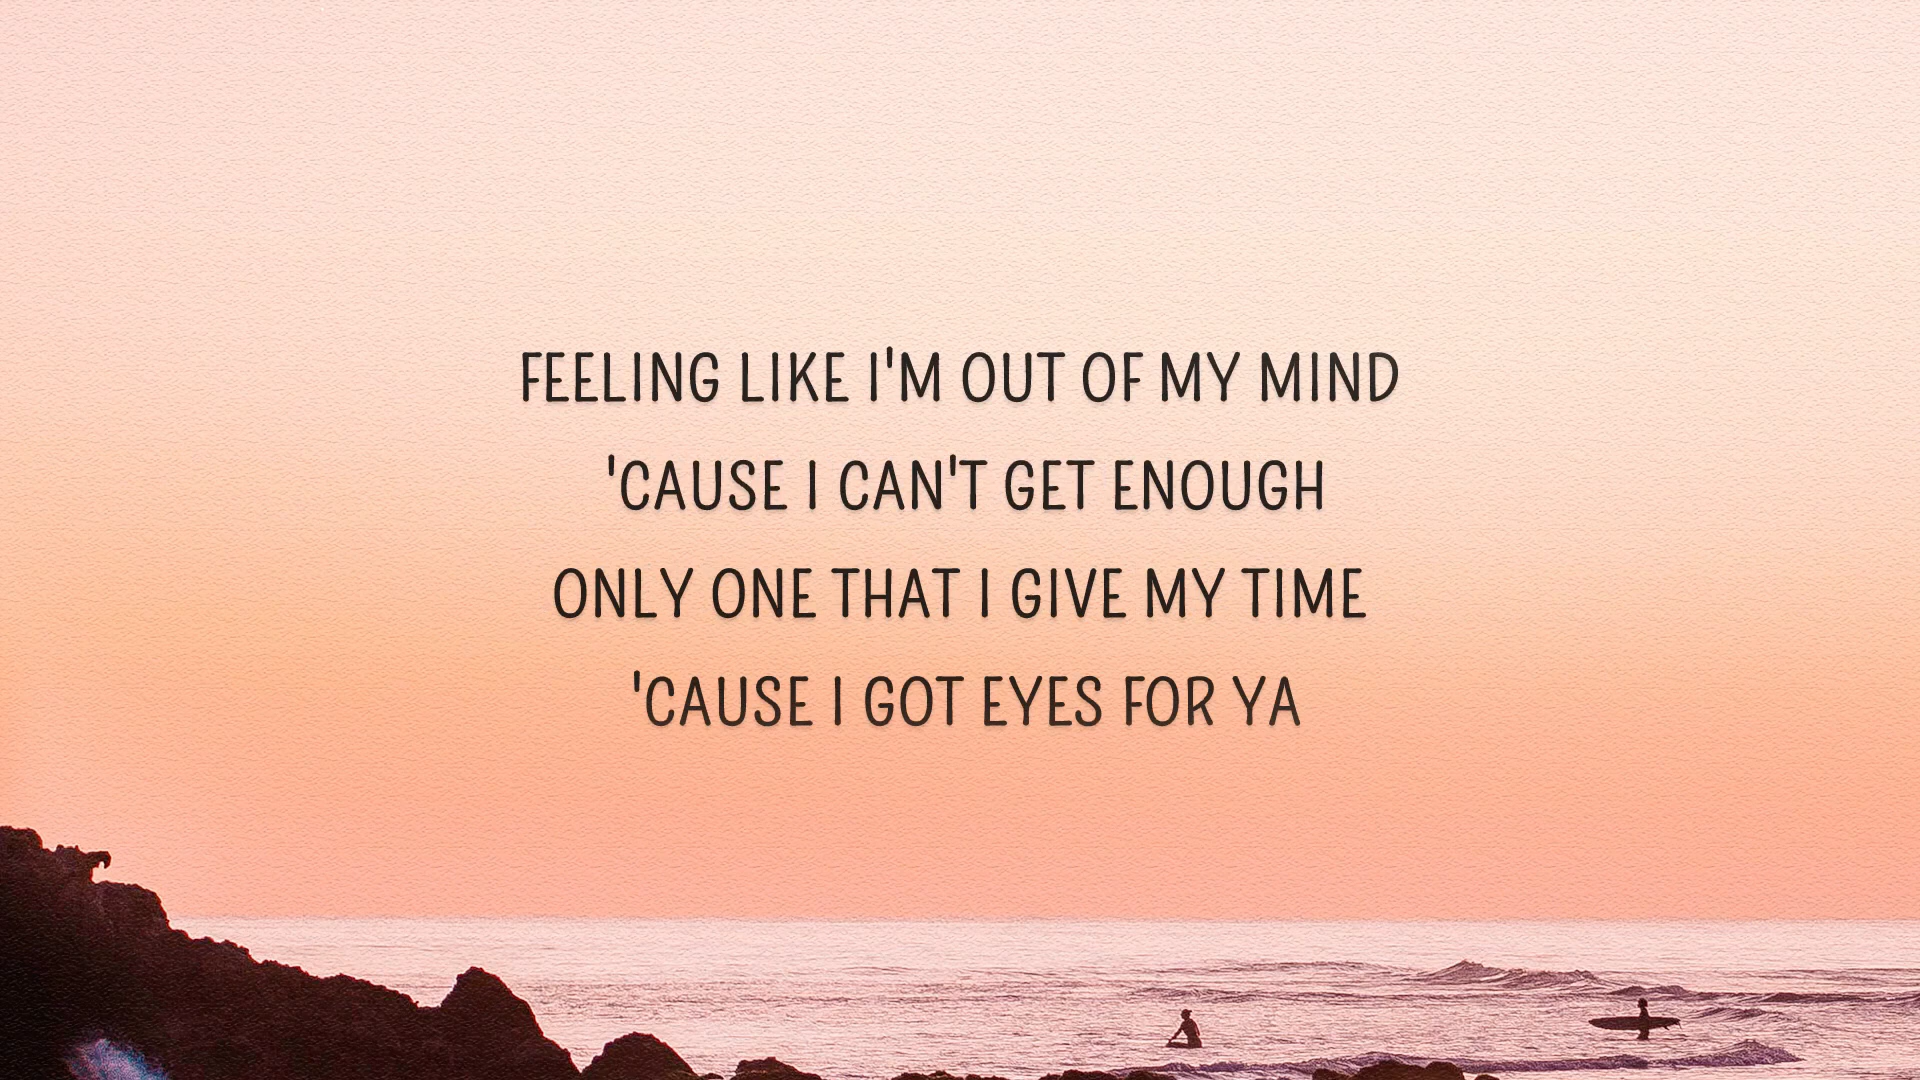 FEELING LIKE I'M OUT OF MY MIND
'CAUSE I CAN'T GET ENOUGH
ONLY ONE THAT I GIVE MY TIME
'CAUSE I GOT EYES FOR YA